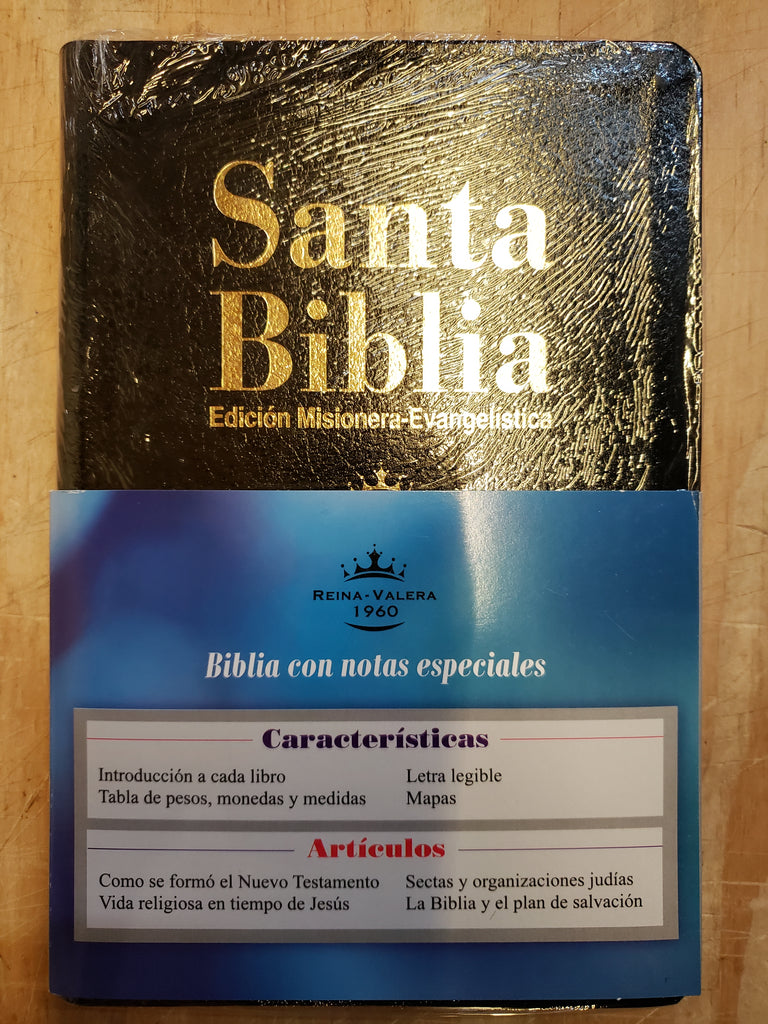 Santa
Biblia
Edición Misionera-Evangelística
REINA-VALERA
1960
Biblia con notas especiales
Características
Introducción a cada libro
Tabla de pesos, monedas y medidas
Letra legible
Mapas
Artículos
Como se formó el Nuevo Testamento
Vida religiosa en tiempo de Jesús
Sectas y organizaciones judías
La Biblia y el plan de salvación